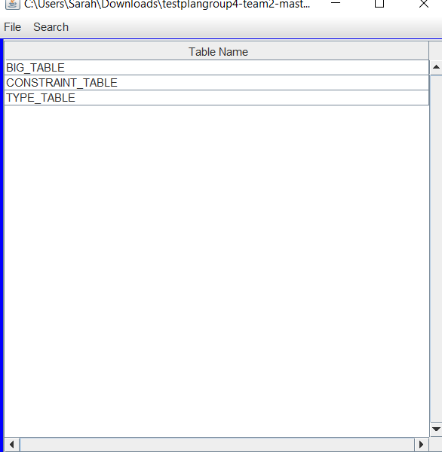 C:\Users\Sarah\Downloads\testplangroup4-team2-mast...
File Search
Table Name
BIG_TABLE
CONSTRAINT_TABLE
TYPE_TABLE